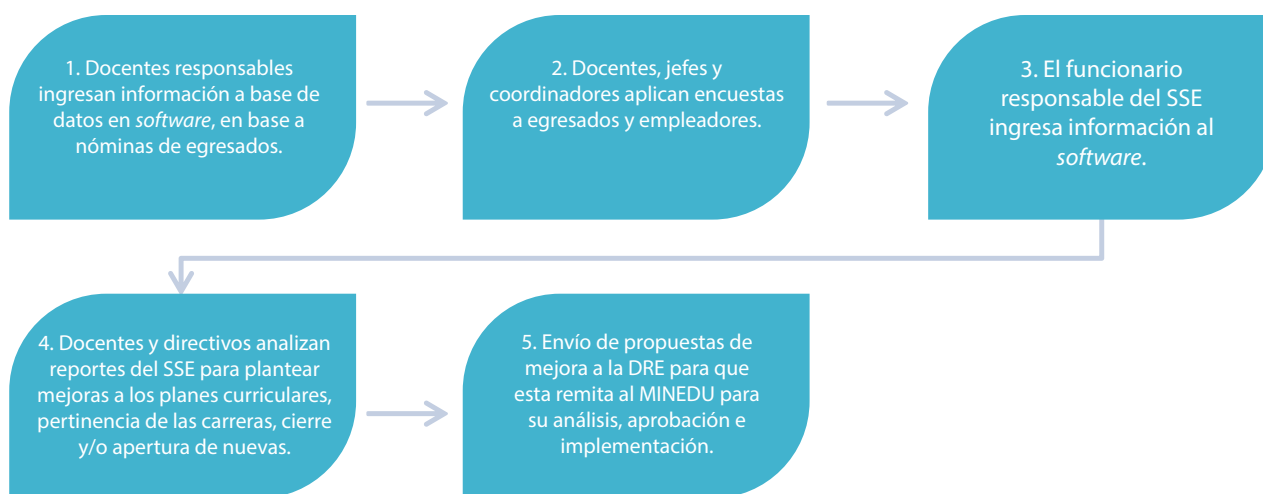 1. Docentes responsables
ingresan información a base de
datos en software, en base a
nóminas de egresados.
2. Docentes, jefes y
coordinadores aplican encuestas
a egresados y empleadores.
3. El funcionario
responsable del SSE
ingresa información al
software.
4. Docentes y directivos analizan
reportes del SSE para plantear
mejoras a los planes curriculares,
pertinencia de las carreras, cierre
y/o apertura de nuevas.
5. Envío de propuestas de
mejora a la DRE para que
esta remita al MINEDU para
su análisis, aprobación e
implementación.